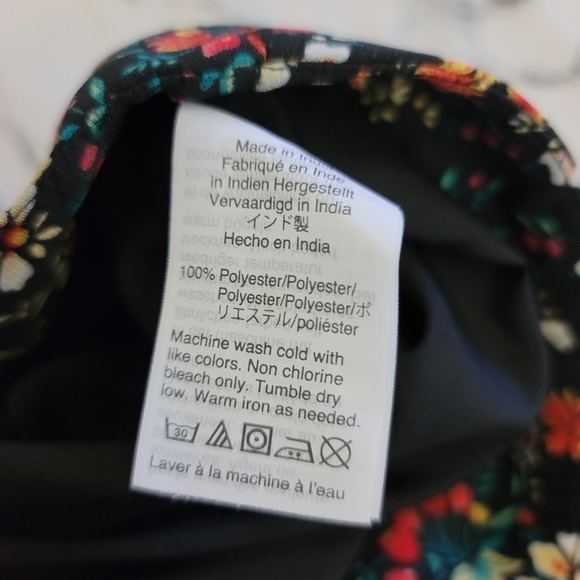 Made in India
Fabriqué en Inde
in Indien Hergestellt
Vervaardigd in India
インド製
Hecho en India
100% Polyester/Polyester/
Polyester/Polyester/ポ
リエステル/poliéster
Machine wash cold with
like colors. Non chlorine
bleach only. Tumble dry
low. Warm iron as needed.
30
Laver à la machine à l'eau